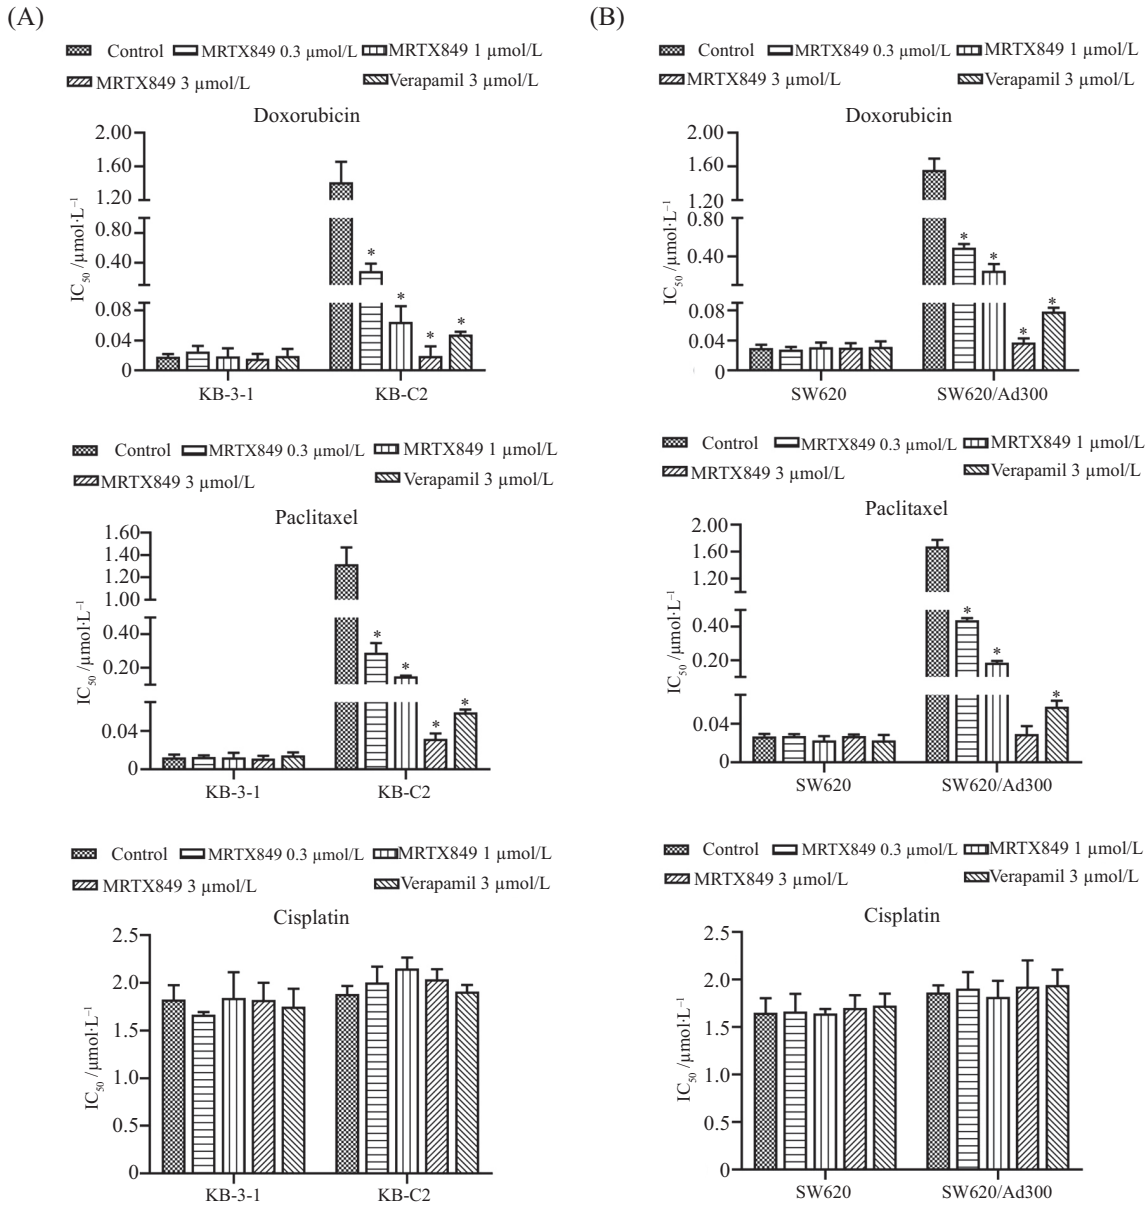 (A)
Control MRTX849 0.3 µmol/L MRTX849 1 µmol/L
MRTX849 3 µmol/L Verapamil 3 µmol/L
Doxorubicin
IC50 /µmol·L−1
2.00
1.60
1.20
0.80
0.40
0.08
0.04
0
*
*
*
*
KB-3-1 KB-C2
Control MRTX849 0.3 µmol/L MRTX849 1 µmol/L
MRTX849 3 µmol/L Verapamil 3 µmol/L
Paclitaxel
IC50 /µmol·L−1
1.60
1.40
1.20
1.00
0.40
0.20
0.04
0
*
*
*
*
KB-3-1 KB-C2
Control MRTX849 0.3 µmol/L MRTX849 1 µmol/L
MRTX849 3 µmol/L Verapamil 3 µmol/L
Cisplatin
IC50 /µmol·L−1
2.5
2.0
1.5
1.0
0.5
0
KB-3-1 KB-C2
(B)
Control MRTX849 0.3 µmol/L MRTX849 1 µmol/L
MRTX849 3 µmol/L Verapamil 3 µmol/L
Doxorubicin
IC50 /µmol·L−1
2.00
1.60
1.20
0.80
0.40
0.08
0.04
0
*
*
*
*
SW620 SW620/Ad300
Control MRTX849 0.3 µmol/L MRTX849 1 µmol/L
MRTX849 3 µmol/L Verapamil 3 µmol/L
Paclitaxel
IC50 /µmol·L−1
2.00
1.60
1.20
0.40
0.20
0.04
0
*
*
*
SW620 SW620/Ad300
Control MRTX849 0.3 µmol/L MRTX849 1 µmol/L
MRTX849 3 µmol/L Verapamil 3 µmol/L
Cisplatin
IC50 /µmol·L−1
2.5
2.0
1.5
1.0
0.5
0
SW620 SW620/Ad300